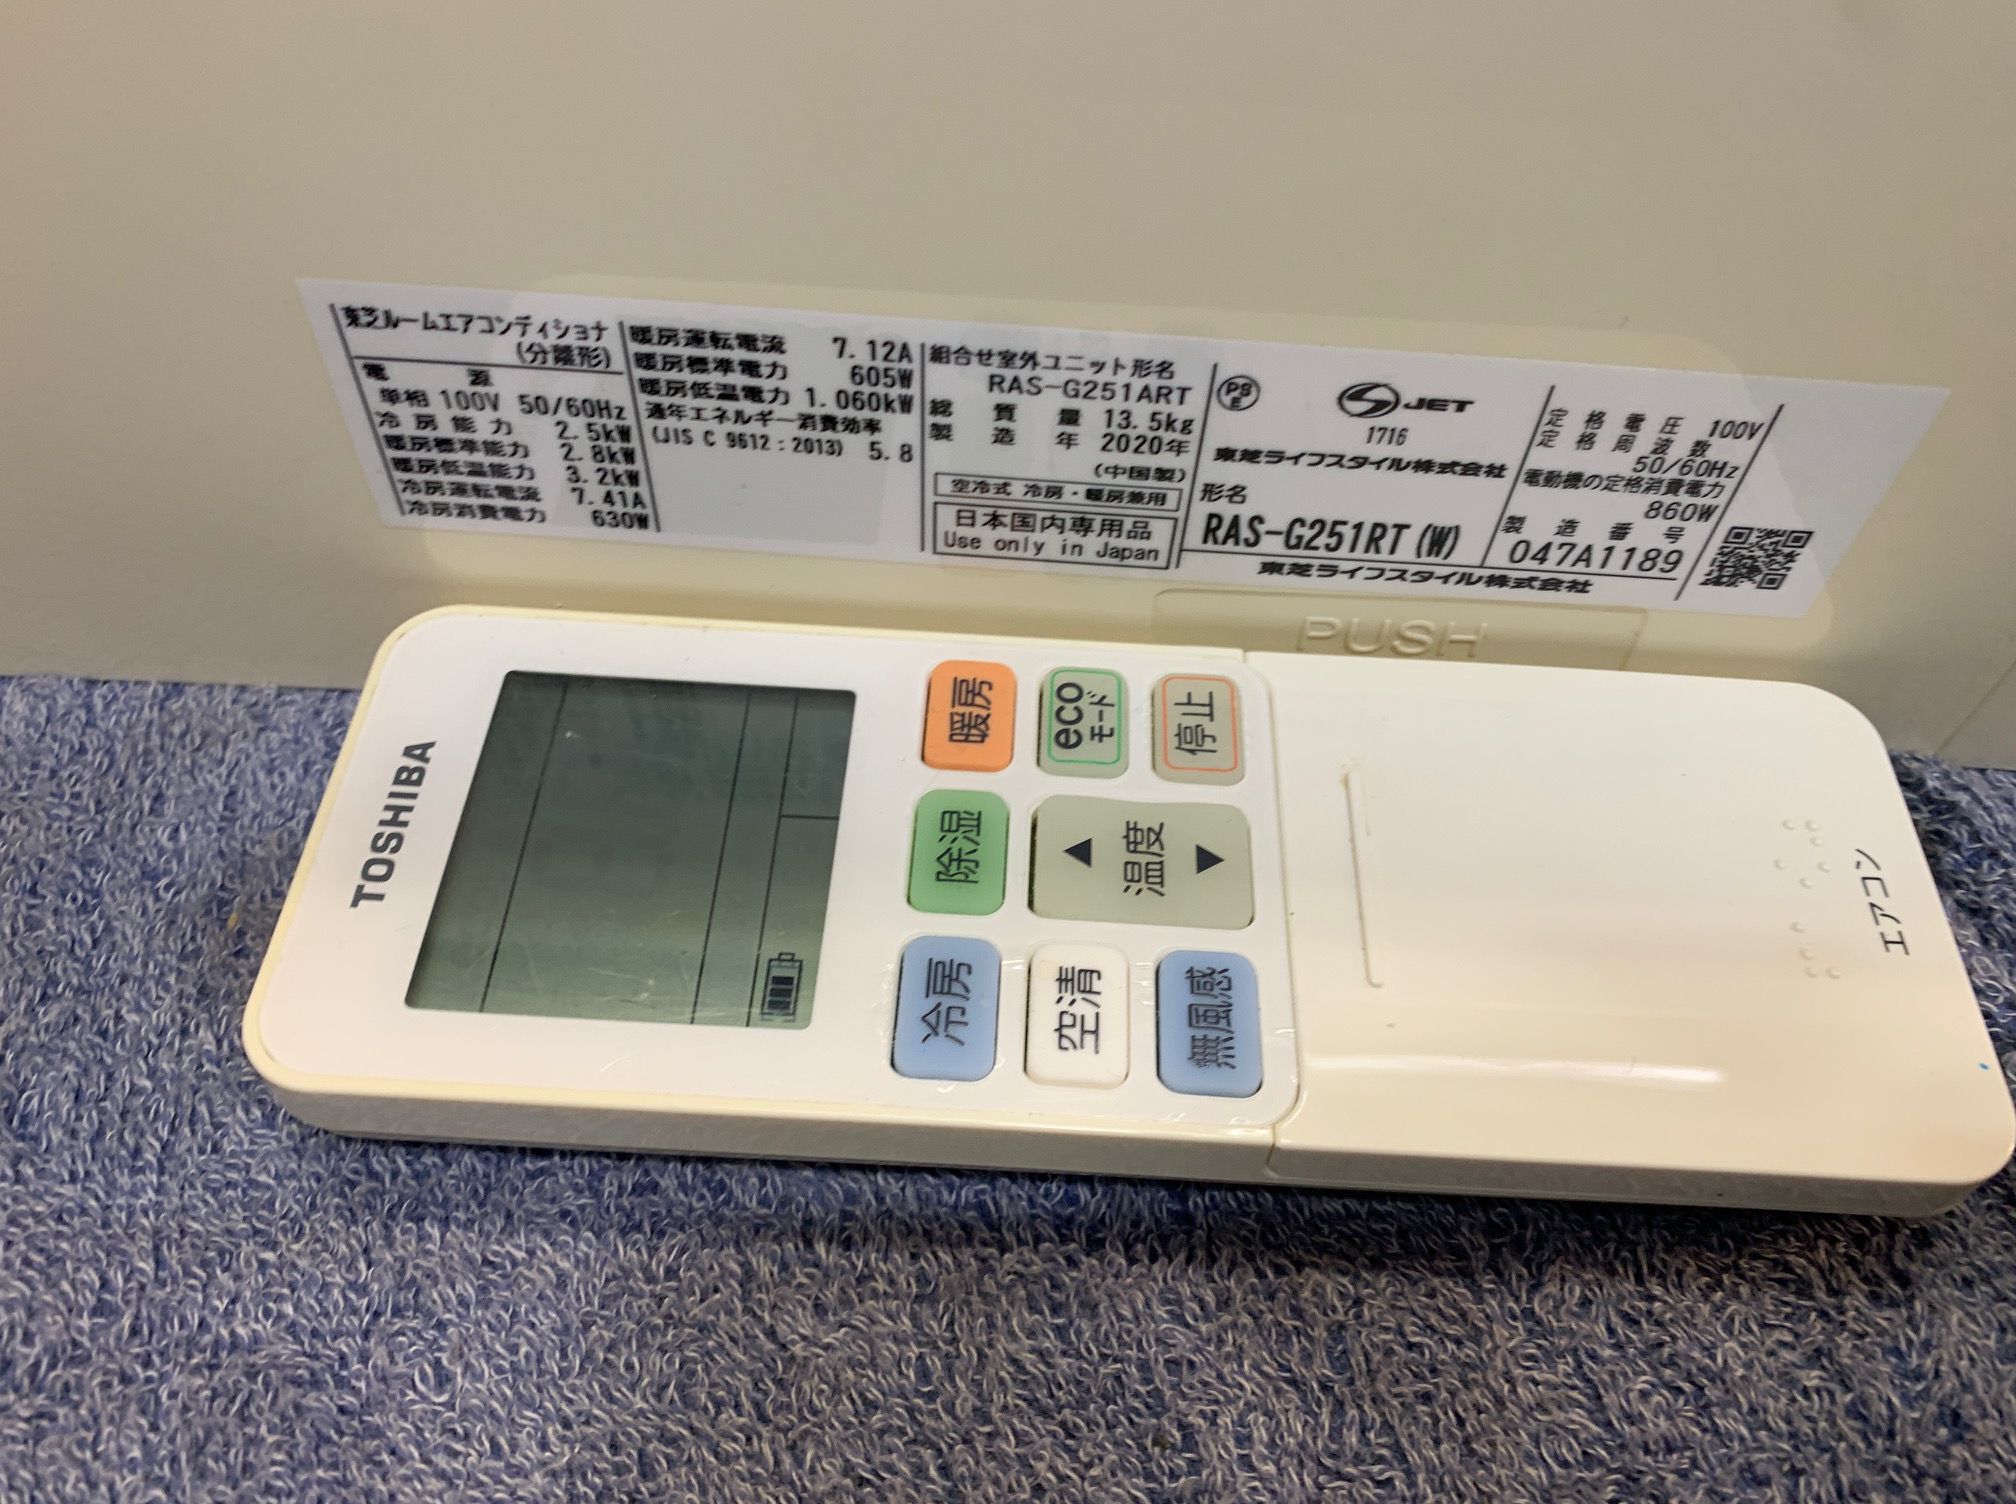 東芝ルームエアコンディショナ
(分離形)
電 源
単相 100V 50/60Hz
冷房能力 2.5kW
暖房標準能力 2.8kW
暖房低温能力 3.2kW
冷房運転電流 7.41A
冷房消費電力 630W
暖房運転電流 7.12A
暖房標準電力 605W
暖房低温電力 1.060kW
通年エネルギー消費効率
(JIS C 9612:2013) 5.8
組合せ室外ユニット形名
RAS-G251ART
総質量 13.5kg
製造年 2020年
(中国製)
空冷式 冷房・暖房兼用
日本国内専用品
Use only in Japan
PSE
JET
1716
東芝ライフスタイル株式会社
形名
RAS-G251RT(W)
定格電圧 100V
定格周波数
50/60Hz
電動機の定格消費電力
860W
製造番号
047A1189
東芝ライフスタイル株式会社
PUSH
TOSHIBA
暖房
ecoモード
停止
除湿
▲
温度
▼
冷房
空清
無風感
エアコン